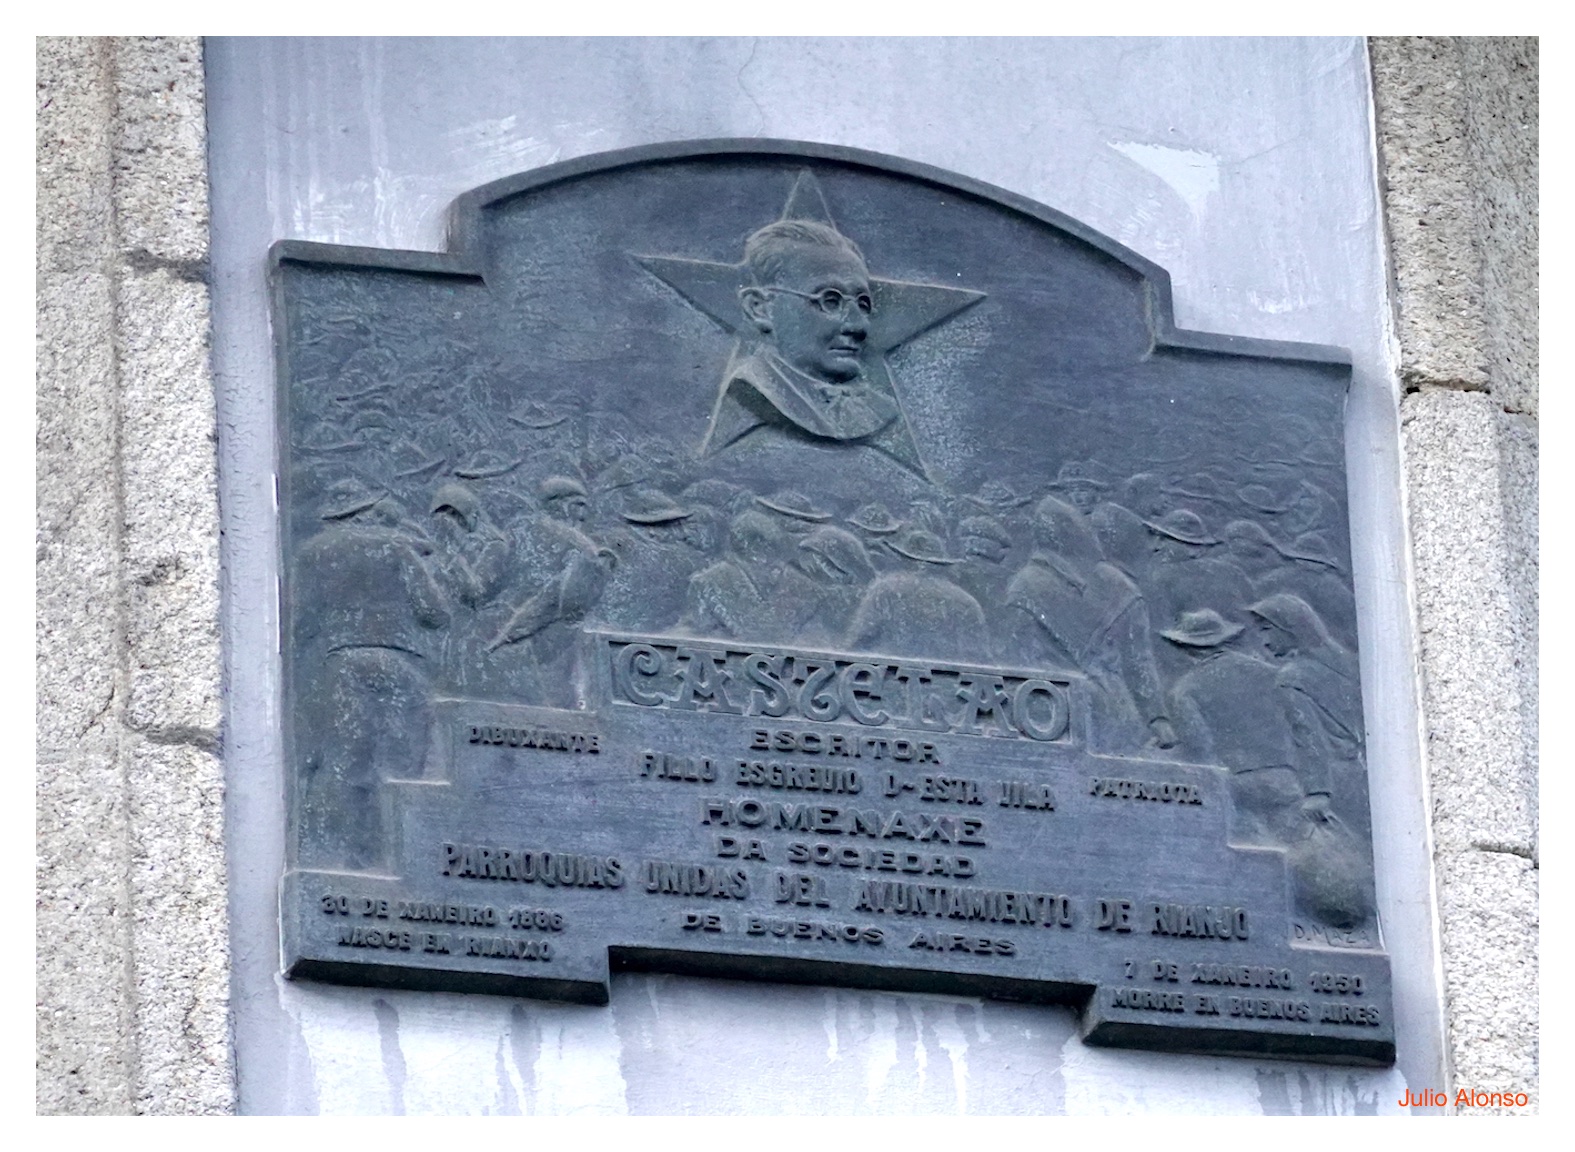 CASTELAO
DIBUXANTE
ESCRITOR
PATRIOTA
FILLO ESGREVIO D-ESTA VILA
HOMENAXE
DA SOCIEDAD
PARROQUIAS UNIDAS DEL AYUNTAMIENTO DE RIANJO
DE BUENOS AIRES
30 DE XANEIRO 1886
NASCE EN RIANXO
7 DE XANEIRO 1950
MORRE EN BUENOS AIRES
Julio Alonso